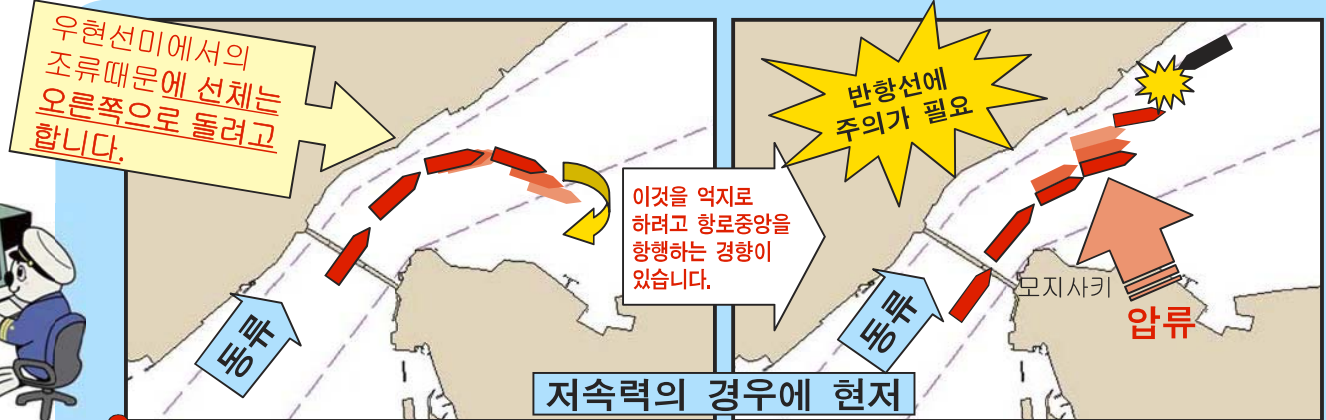 우현선미에서의
조류때문에 선체는
오른쪽으로 돌려고
합니다.
동류
이것을 억지로
하려고 항로중앙을
항행하는 경향이
있습니다.
반항선에
주의가 필요
모지사키
압류
동류
저속력의 경우에 현저